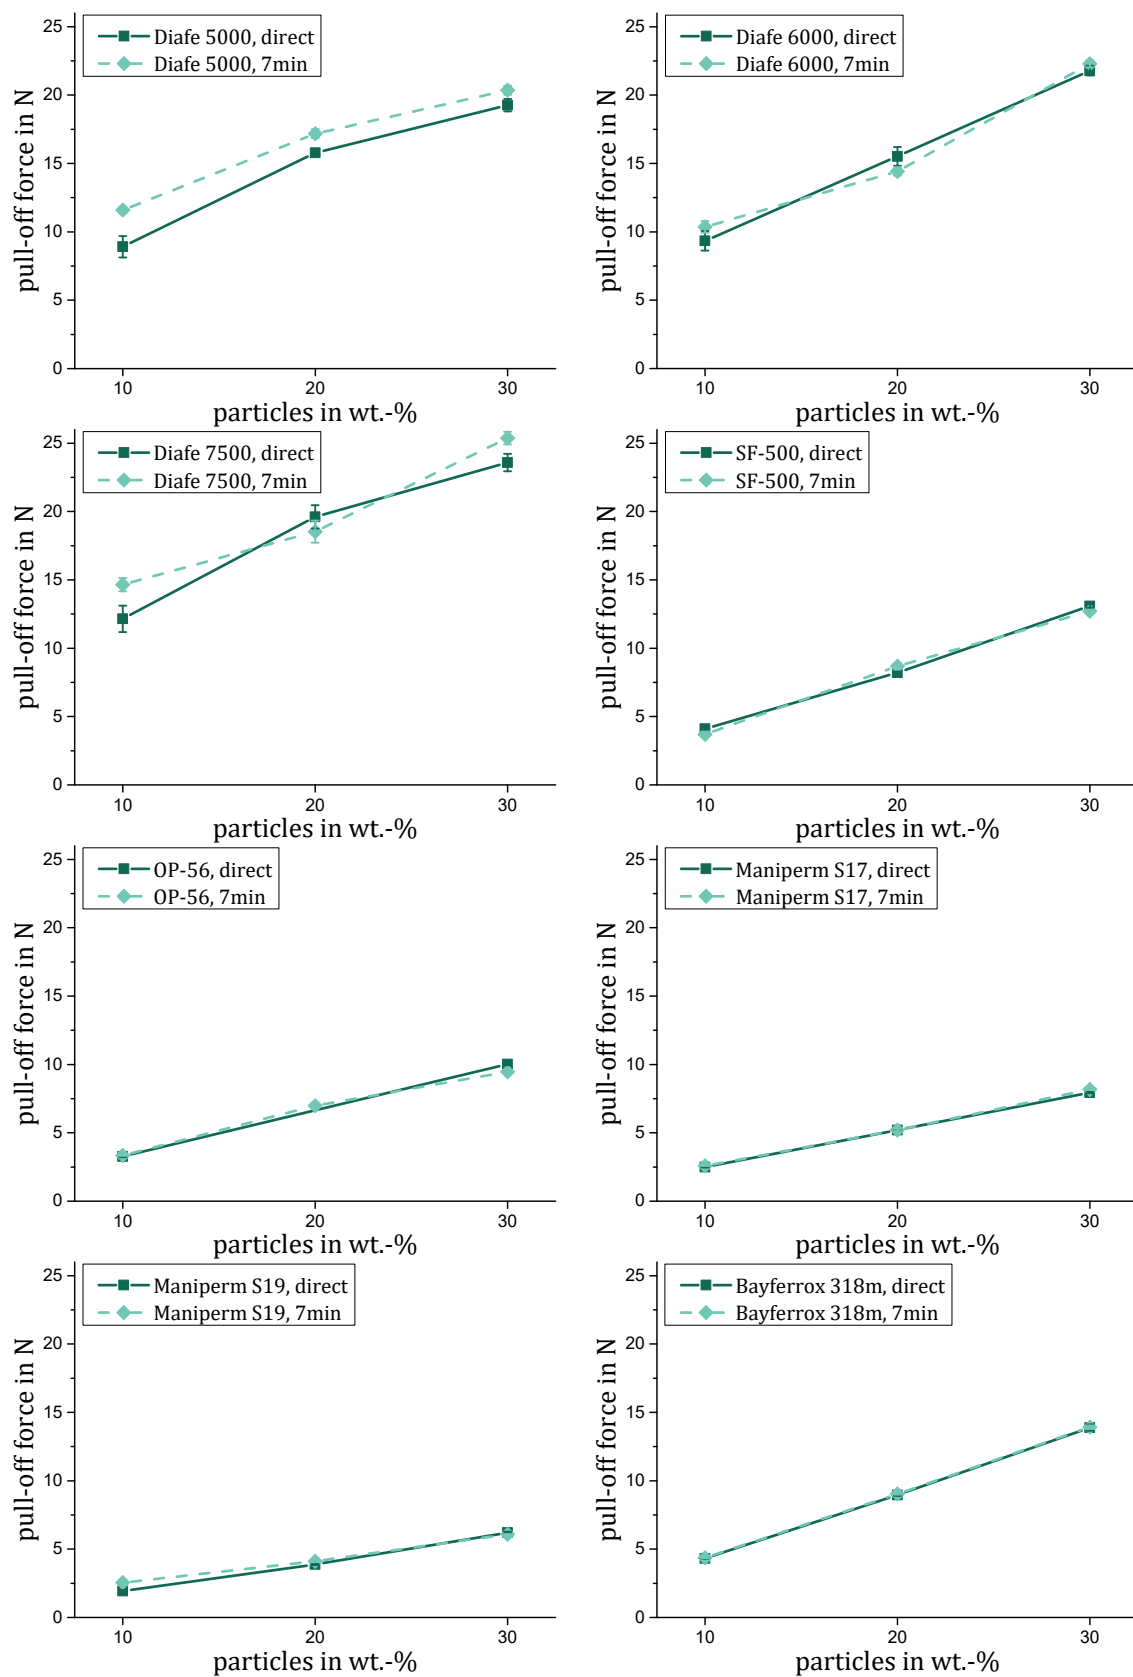 Diafe 5000, direct
Diafe 5000, 7min
pull-off force in N
25
20
15
10
5
0
10 20 30
particles in wt.-%
Diafe 6000, direct
Diafe 6000, 7min
pull-off force in N
25
20
15
10
5
0
10 20 30
particles in wt.-%
Diafe 7500, direct
Diafe 7500, 7min
pull-off force in N
25
20
15
10
5
0
10 20 30
particles in wt.-%
SF-500, direct
SF-500, 7min
pull-off force in N
25
20
15
10
5
0
10 20 30
particles in wt.-%
OP-56, direct
OP-56, 7min
pull-off force in N
25
20
15
10
5
0
10 20 30
particles in wt.-%
Maniperm S17, direct
Maniperm S17, 7min
pull-off force in N
25
20
15
10
5
0
10 20 30
particles in wt.-%
Maniperm S19, direct
Maniperm S19, 7min
pull-off force in N
25
20
15
10
5
0
10 20 30
particles in wt.-%
Bayferrox 318m, direct
Bayferrox 318m, 7min
pull-off force in N
25
20
15
10
5
0
10 20 30
particles in wt.-%